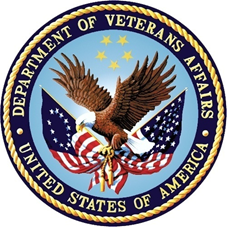 DEPARTMENT OF VETERANS AFFAIRS
UNITED STATES OF AMERICA